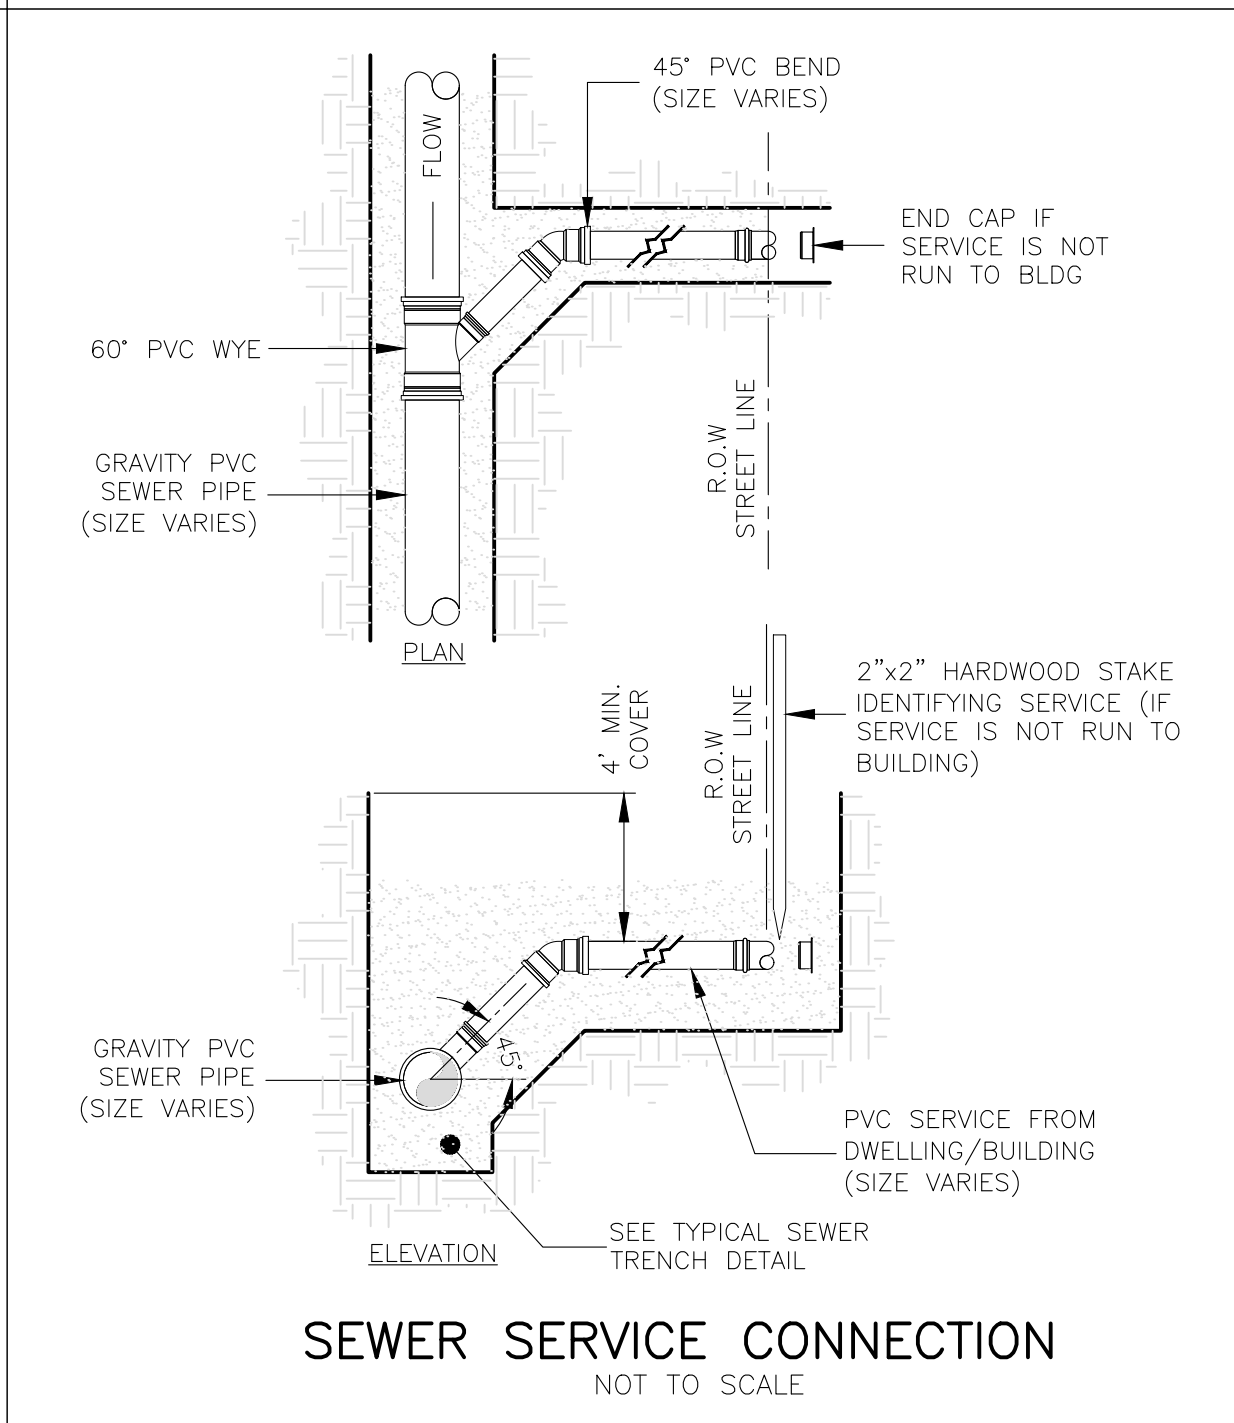 45° PVC BEND
(SIZE VARIES)
FLOW
END CAP IF
SERVICE IS NOT
RUN TO BLDG
60° PVC WYE
GRAVITY PVC
SEWER PIPE
(SIZE VARIES)
R.O.W
STREET LINE
PLAN
4' MIN.
COVER
R.O.W
STREET LINE
2"x2" HARDWOOD STAKE
IDENTIFYING SERVICE (IF
SERVICE IS NOT RUN TO
BUILDING)
45°
GRAVITY PVC
SEWER PIPE
(SIZE VARIES)
PVC SERVICE FROM
DWELLING/BUILDING
(SIZE VARIES)
SEE TYPICAL SEWER
TRENCH DETAIL
ELEVATION
SEWER SERVICE CONNECTION
NOT TO SCALE